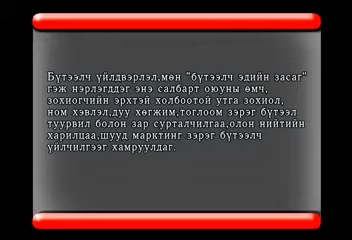 Бүтээлч үйлдвэрлэл,мөн "бүтээлч эдийн засаг"
гэж нэрлэгддэг энэ салбарт оюуны өмч,
зохиогчийн эрхтэй холбоотой утга зохиол,
ном хэвлэл,дуу хөгжим,тоглоом зэрэг бүтээл
туурвил болон зар сурталчилгаа,олон нийтийн
харилцаа,шууд марктинг зэрэг бүтээлч
үйлчилгээг хамруулдаг.